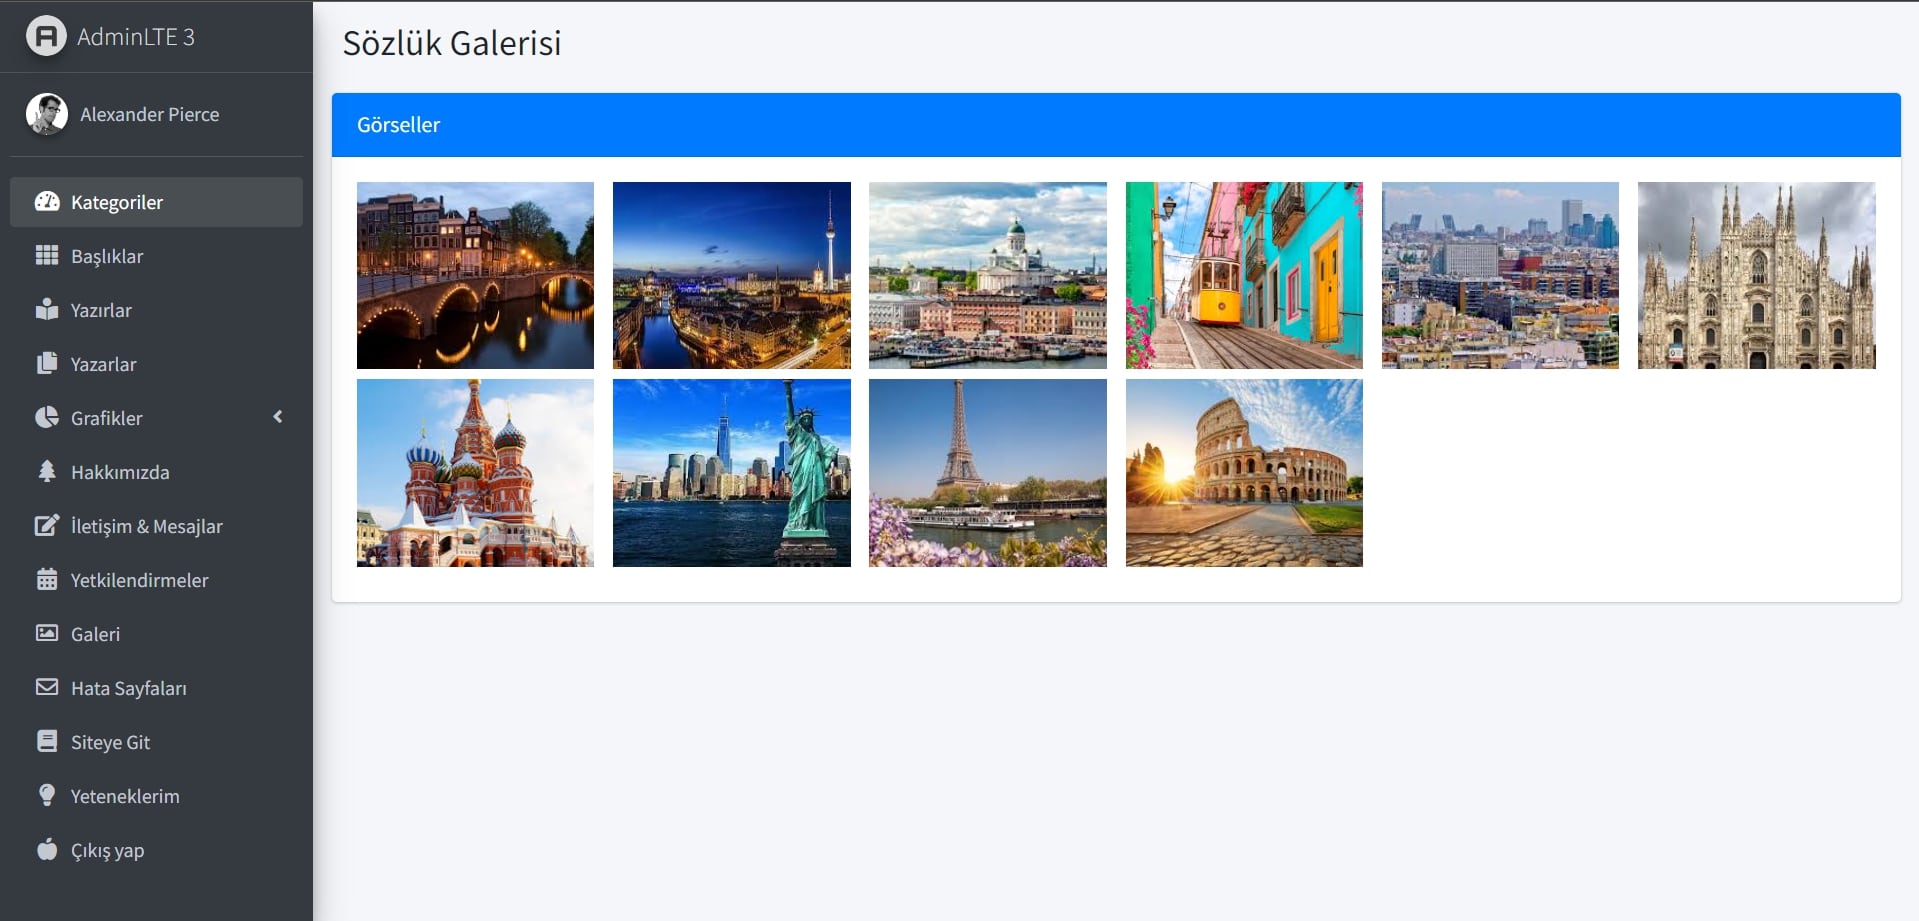 AdminLTE 3
Alexander Pierce
Kategoriler
Başlıklar
Yazırlar
Yazarlar
Grafikler
Hakkımızda
İletişim & Mesajlar
Yetkilendirmeler
Galeri
Hata Sayfaları
Siteye Git
Yeteneklerim
Çıkış yap
Sözlük Galerisi
Görseller